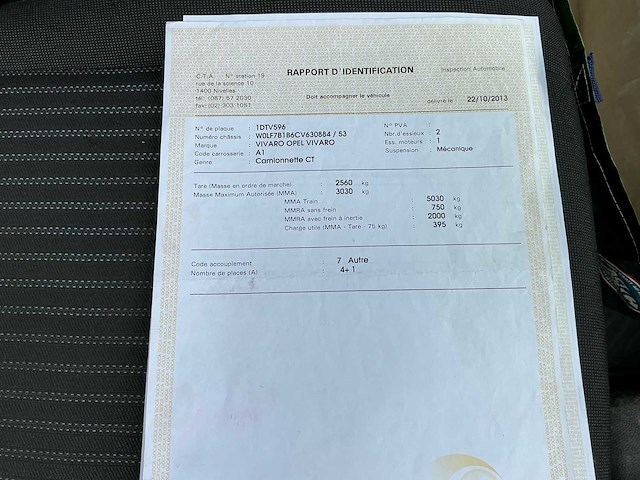 RAPPORT D'IDENTIFICATION
Inspection Automobile
C.T.A. N° station 18
rue de la science 10
1400 Nivelles
tél: (067) 87 2030
fax: (02) 303 1051
Doit accompagner le véhicule
délivré le : 22/10/2013
N° de plaque : 1DTV596
Numéro châssis : W0LF7B1B6CV630884 / 53
Marque : VIVARO OPEL VIVARO
Code carrosserie : A1
Genre : Camionnette CT
N° PVA :
Nbr.d'essieux : 2
Ess. moteurs : 1
Suspension : Mécanique
Tare (Masse en ordre de marche) : 2560 kg
Masse Maximum Autorisée (MMA) : 3030 kg
MMA Train : 5030 kg
MMRA sans frein : 750 kg
MMRA avec frein à inertie : 2000 kg
Charge utile (MMA - Tare - 75 kg) : 395 kg
Code accouplement : 7 Autre
Nombre de places (A) : 4+1